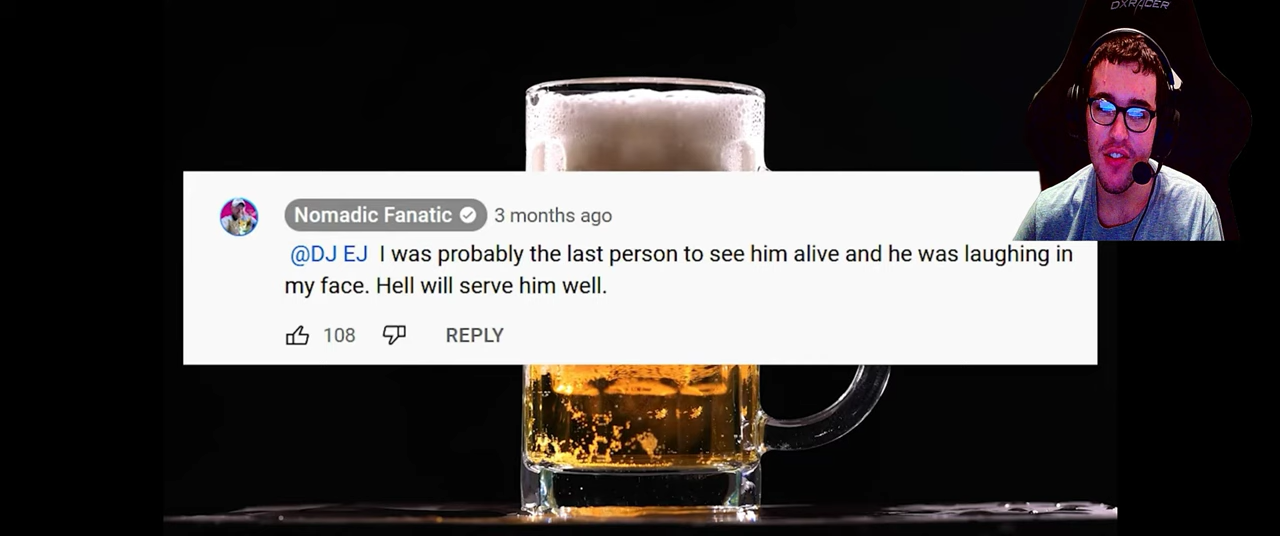 DXRACER
Nomadic Fanatic 3 months ago
@DJ EJ I was probably the last person to see him alive and he was laughing in
my face. Hell will serve him well.
108 REPLY